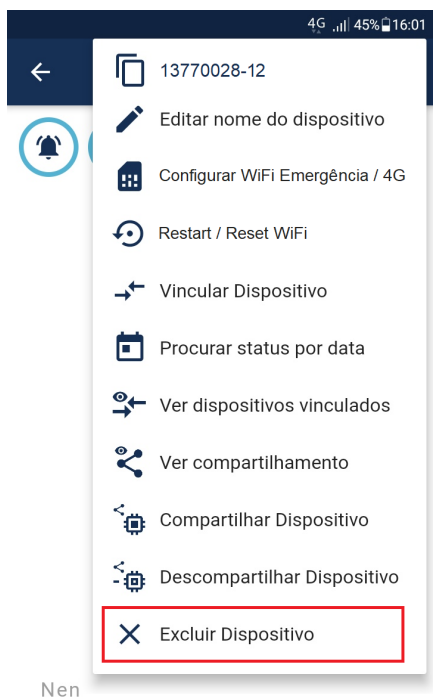 4G 45% 16:01
13770028-12
Editar nome do dispositivo
Configurar WiFi Emergência / 4G
Restart / Reset WiFi
Vincular Dispositivo
Procurar status por data
Ver dispositivos vinculados
Ver compartilhamento
Compartilhar Dispositivo
Descompartilhar Dispositivo
Excluir Dispositivo
Nen